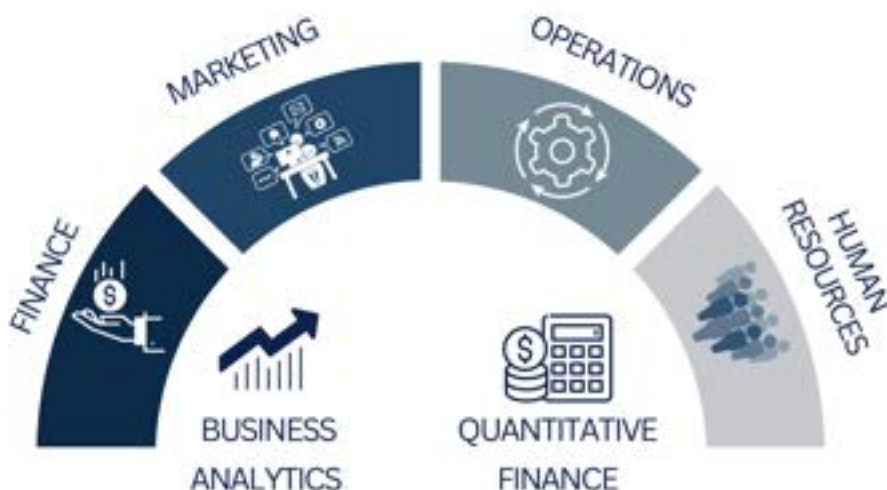 MARKETING
OPERATIONS
FINANCE
HUMAN
RESOURCES
$
$
BUSINESS
ANALYTICS
QUANTITATIVE
FINANCE